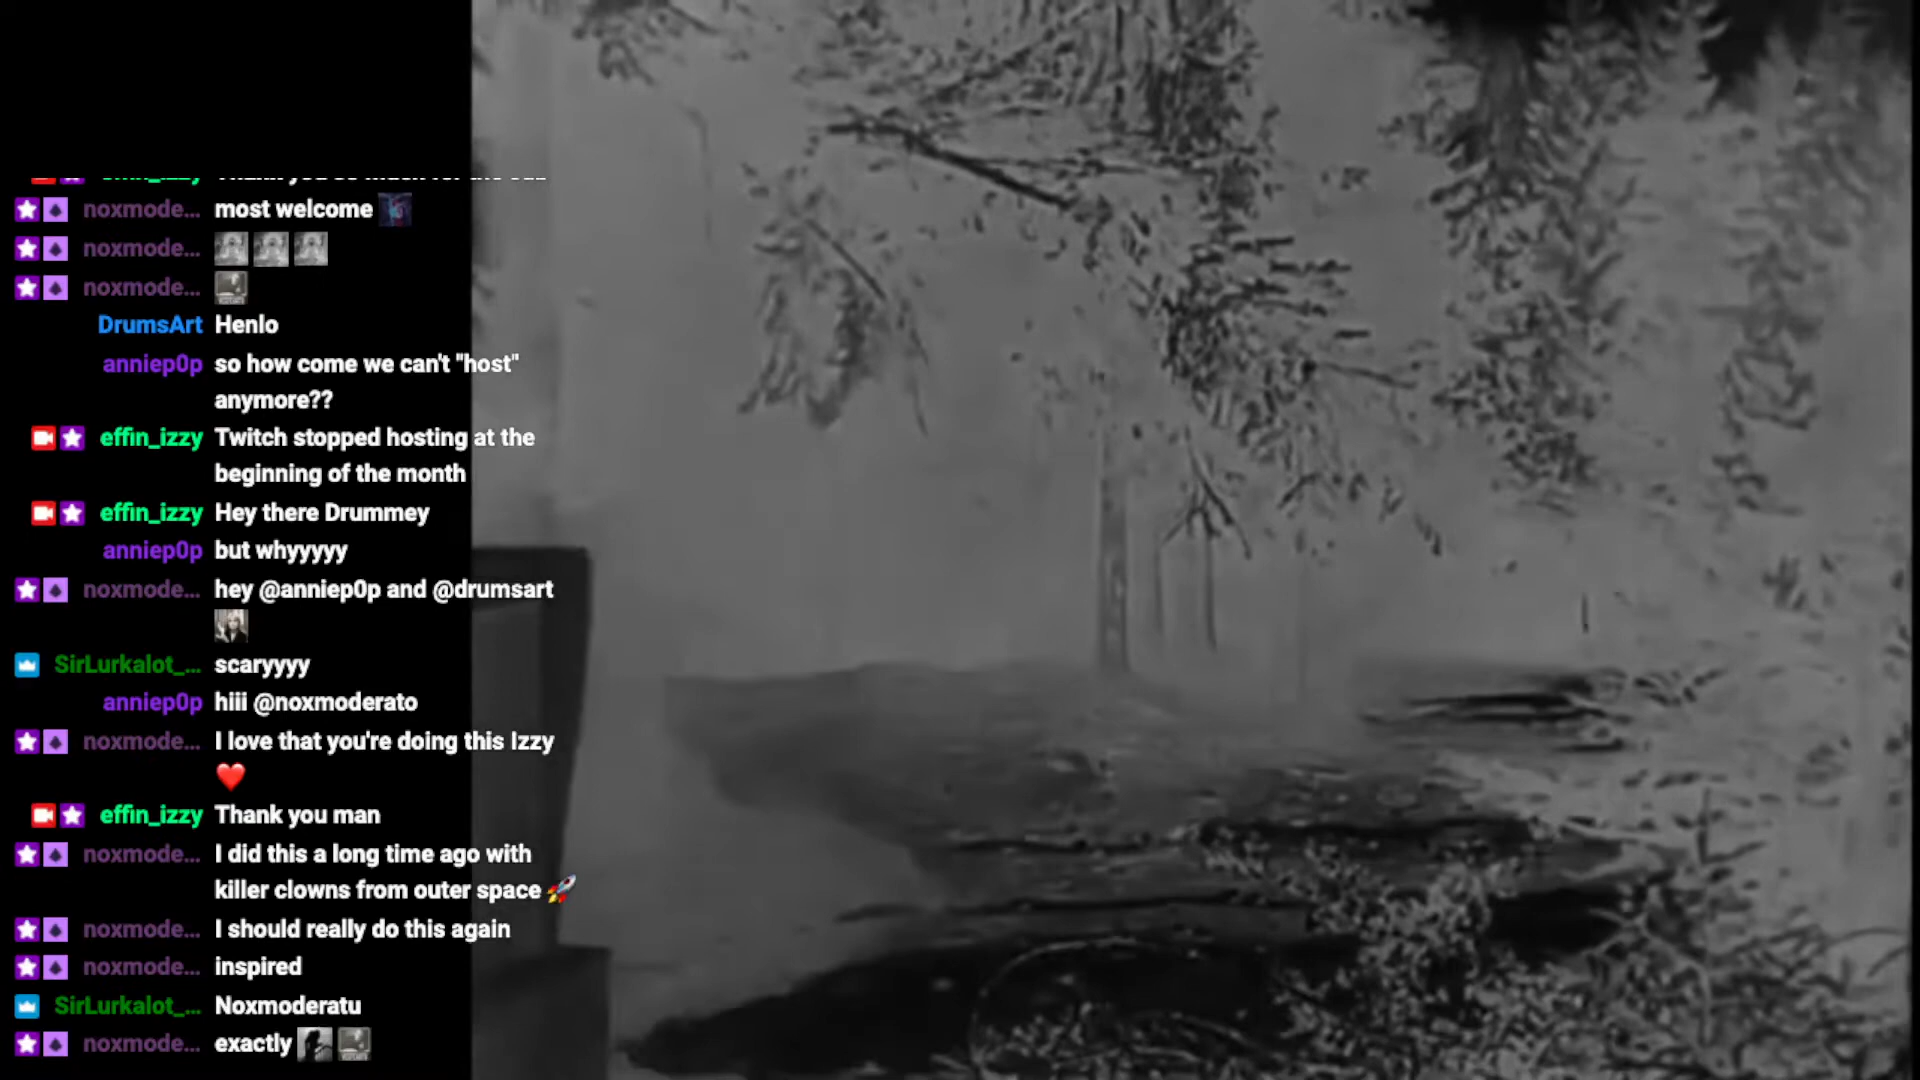 noxmode... most welcome
noxmode...
noxmode...
DrumsArt Henlo
anniep0p so how come we can't "host"
anymore??
effin_izzy Twitch stopped hosting at the
beginning of the month
effin_izzy Hey there Drummey
anniep0p but whyyyyy
noxmode... hey @anniep0p and @drumsart
SirLurkalot_... scaryyyy
anniep0p hiii @noxmoderato
noxmode... I love that you're doing this Izzy
❤️
effin_izzy Thank you man
noxmode... I did this a long time ago with
killer clowns from outer space 🚀
noxmode... I should really do this again
noxmode... inspired
SirLurkalot_... Noxmoderatu
noxmode... exactly